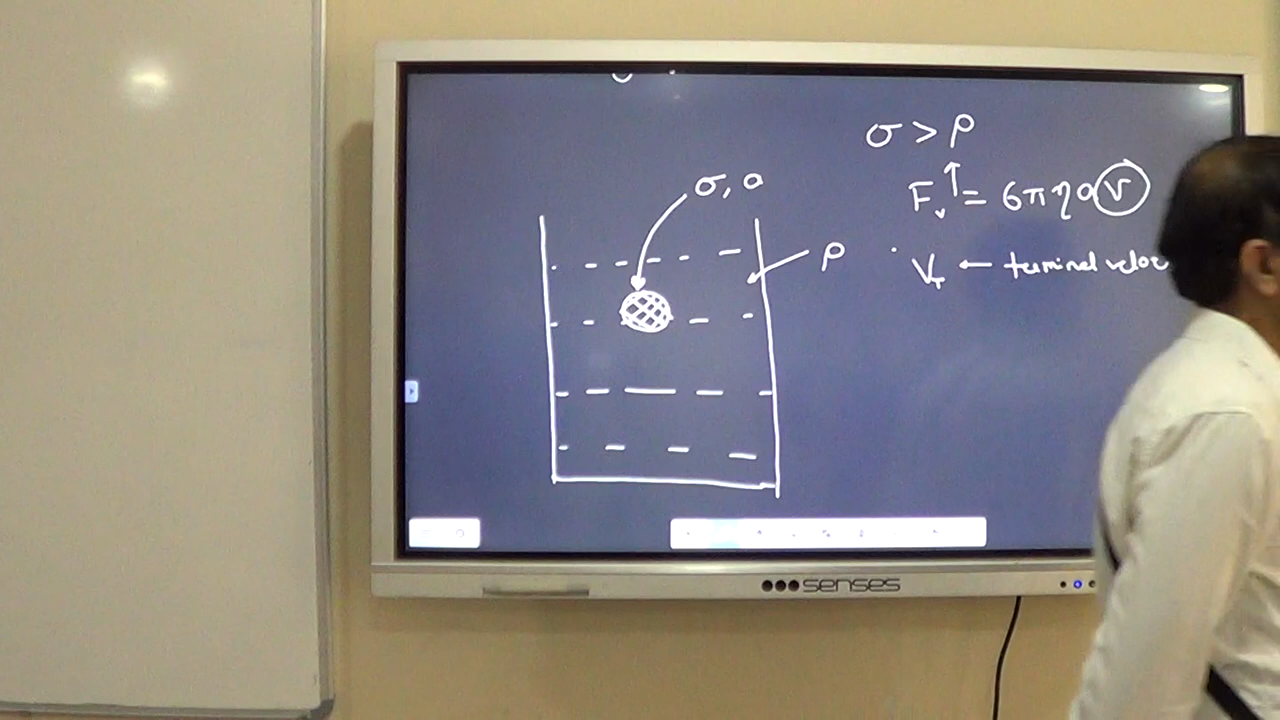 σ > ρ
F_v↑ = 6πηa v
V_T ← terminal veloc
σ, a
ρ
senses